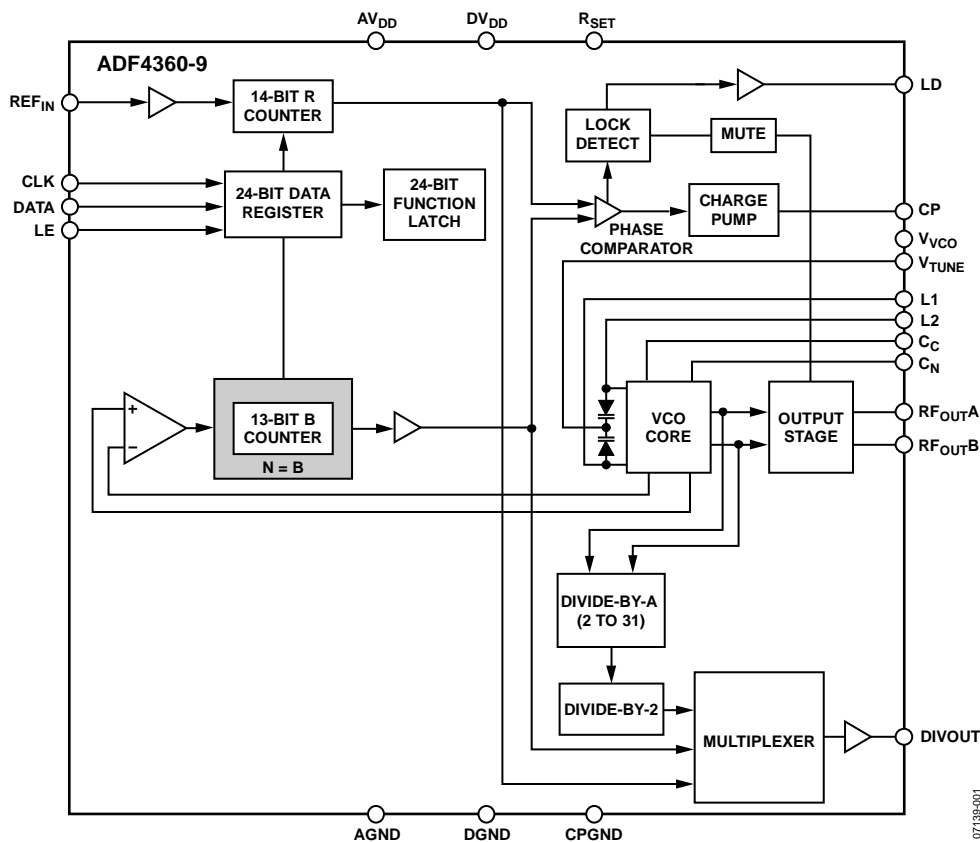 AVDD
DVDD
RSET
ADF4360-9
REFIN
14-BIT R
COUNTER
LD
LOCK
DETECT
MUTE
CLK
DATA
LE
24-BIT DATA
REGISTER
24-BIT
FUNCTION
LATCH
CHARGE
PUMP
CP
PHASE
COMPARATOR
VVCO
VTUNE
L1
L2
CC
CN
+
−
13-BIT B
COUNTER
N = B
VCO
CORE
OUTPUT
STAGE
RFOUTA
RFOUTB
DIVIDE-BY-A
(2 TO 31)
DIVIDE-BY-2
MULTIPLEXER
DIVOUT
AGND
DGND
CPGND
07139-001